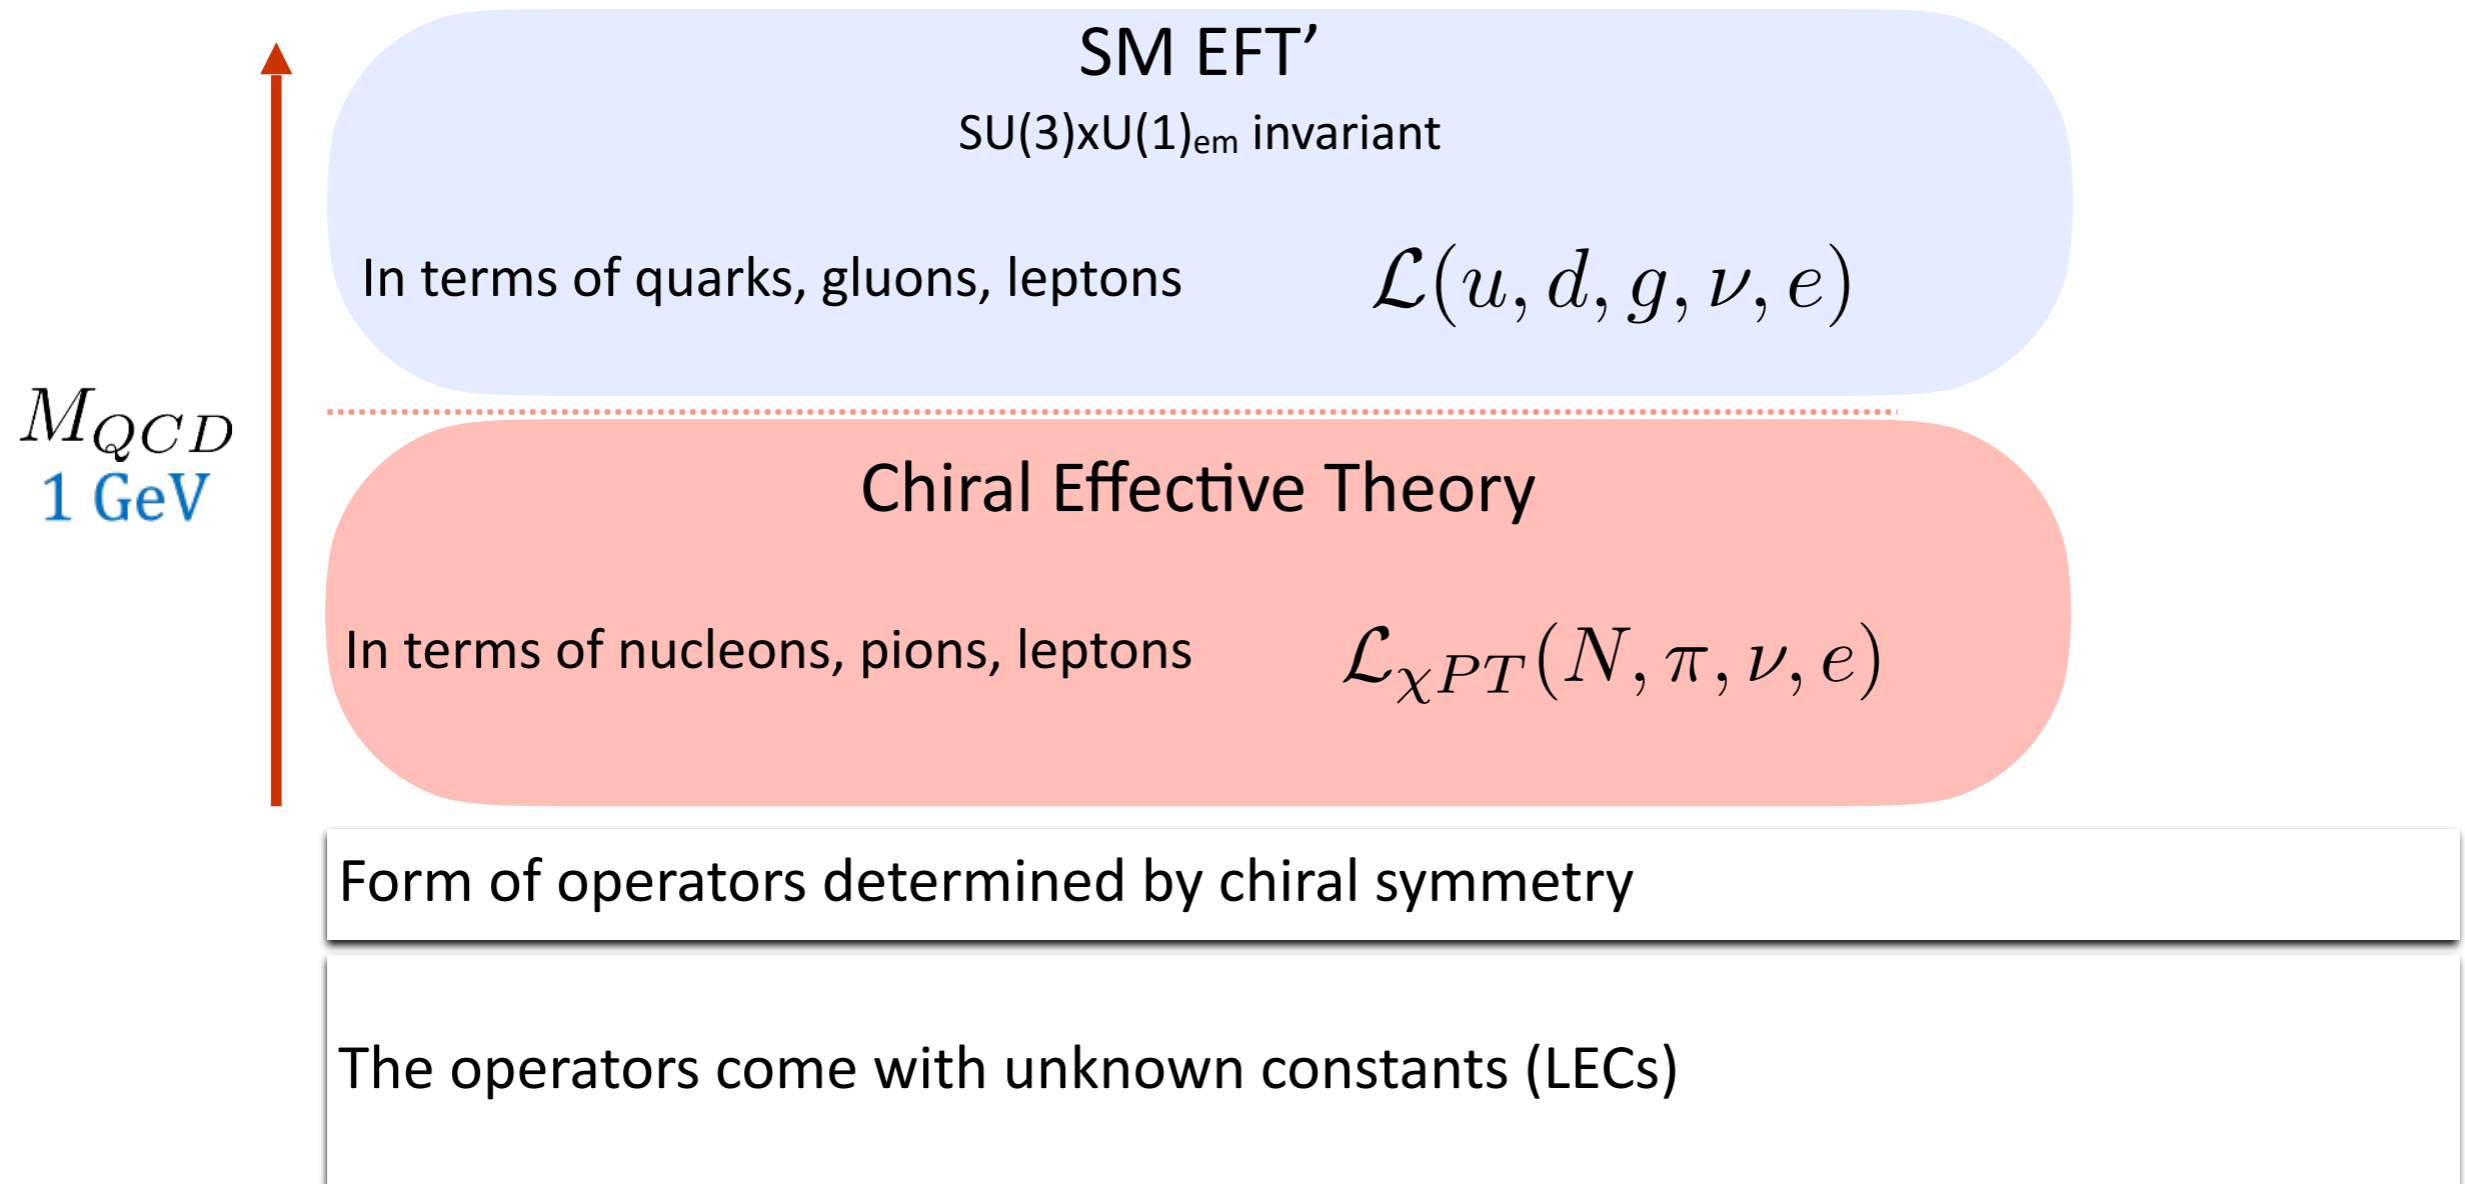 SM EFT’
SU(3)xU(1)em invariant
In terms of quarks, gluons, leptons
ℒ(u, d, g, ν, e)
M_QCD
1 GeV
Chiral Effective Theory
In terms of nucleons, pions, leptons
ℒ_χPT(N, π, ν, e)
Form of operators determined by chiral symmetry
The operators come with unknown constants (LECs)